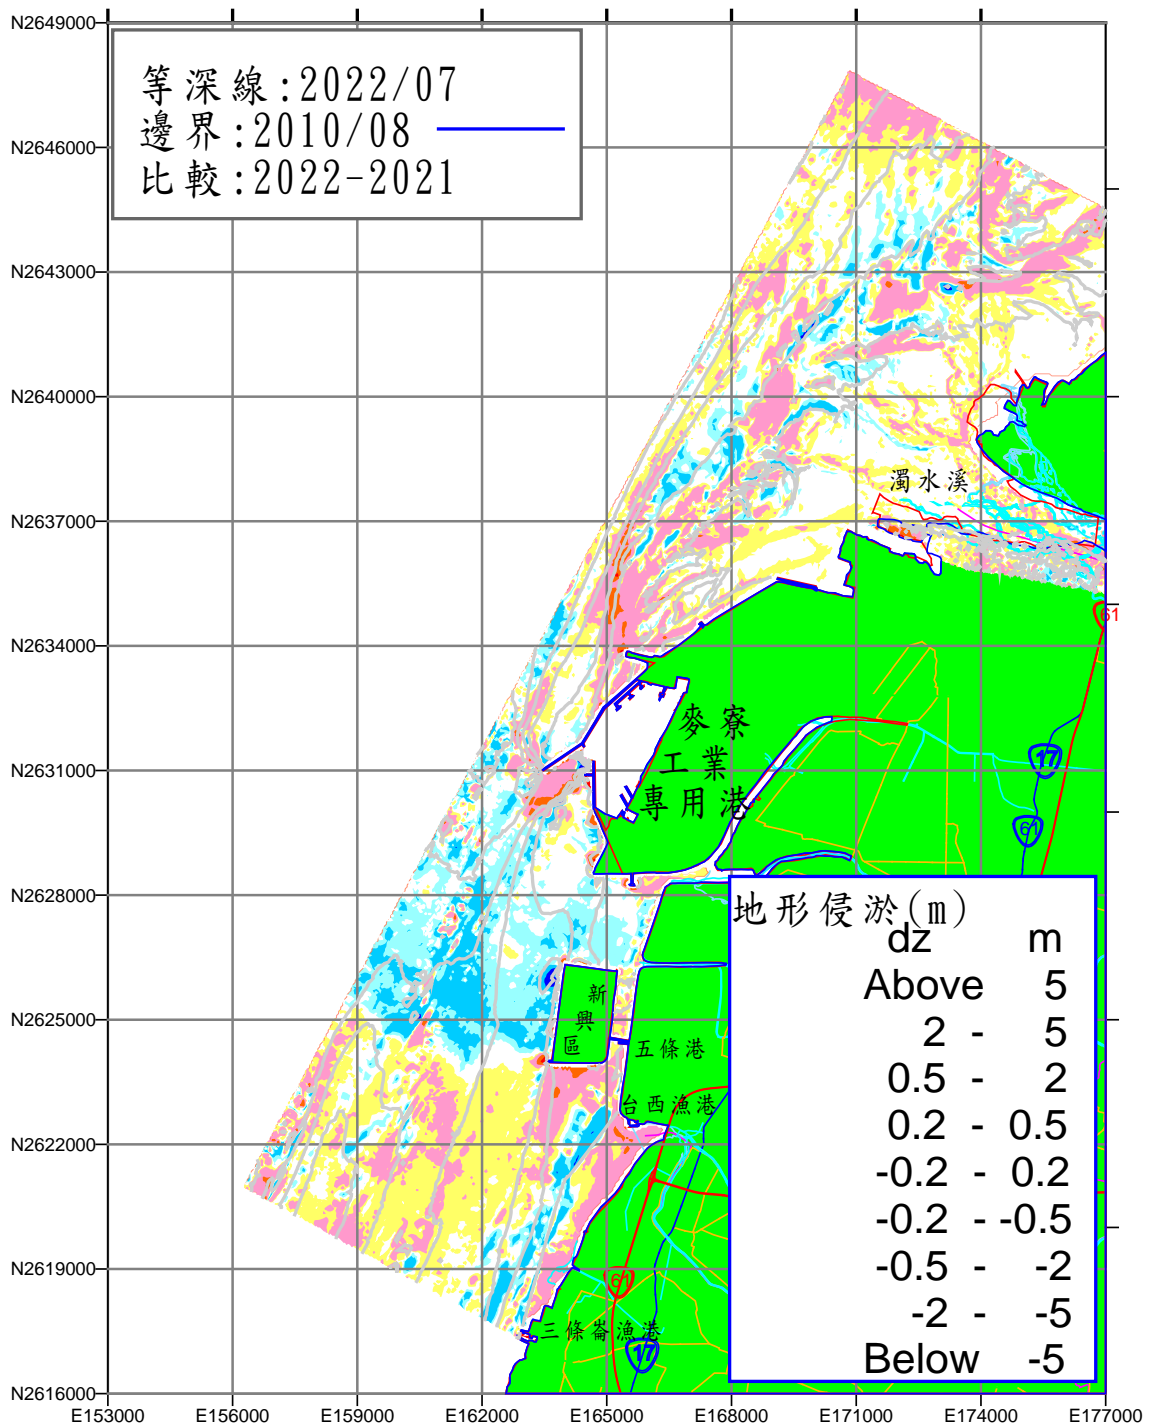 N2649000
等深線:2022/07
邊界:2010/08
比較:2022-2021
N2646000
N2643000
N2640000
濁水溪
N2637000
61
N2634000
麥寮
工業
專用港
N2631000
17
61
N2628000
地形侵淤(m)
dz m
Above 5
2 - 5
0.5 - 2
0.2 - 0.5
-0.2 - 0.2
-0.2 - -0.5
-0.5 - -2
-2 - -5
Below -5
新興區
N2625000
五條港
台西漁港
N2622000
N2619000
61
三條崙漁港
17
N2616000
E153000 E156000 E159000 E162000 E165000 E168000 E171000 E174000 E177000